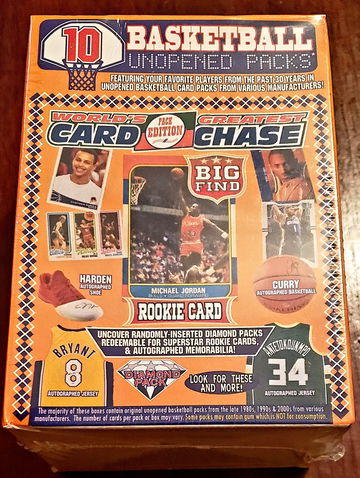 10
BASKETBALL
UNOPENED PACKS
FEATURING YOUR FAVORITE PLAYERS FROM THE PAST 30 YEARS IN
UNOPENED BASKETBALL CARD PACKS FROM VARIOUS MANUFACTURERS!
WORLD'S GREATEST
CARD PACK EDITION CHASE
BIG
FIND
MICHAEL JORDAN
ROOKIE CARD
HARDEN
AUTOGRAPHED
SHOE
CURRY
AUTOGRAPHED BASKETBALL
UNCOVER RANDOMLY-INSERTED DIAMOND PACKS
REDEEMABLE FOR SUPERSTAR ROOKIE CARDS,
& AUTOGRAPHED MEMORABILIA!
BRYANT
8
AUTOGRAPHED JERSEY
DIAMOND
PACK
LOOK FOR THESE
AND MORE!
ANTETOKOUNMPO
34
AUTOGRAPHED JERSEY
The majority of these boxes contain original unopened basketball packs from the late 1980s, 1990s & 2000s from various
manufacturers. The number of cards per pack or box may vary. Some packs may contain gum which is NOT for consumption.